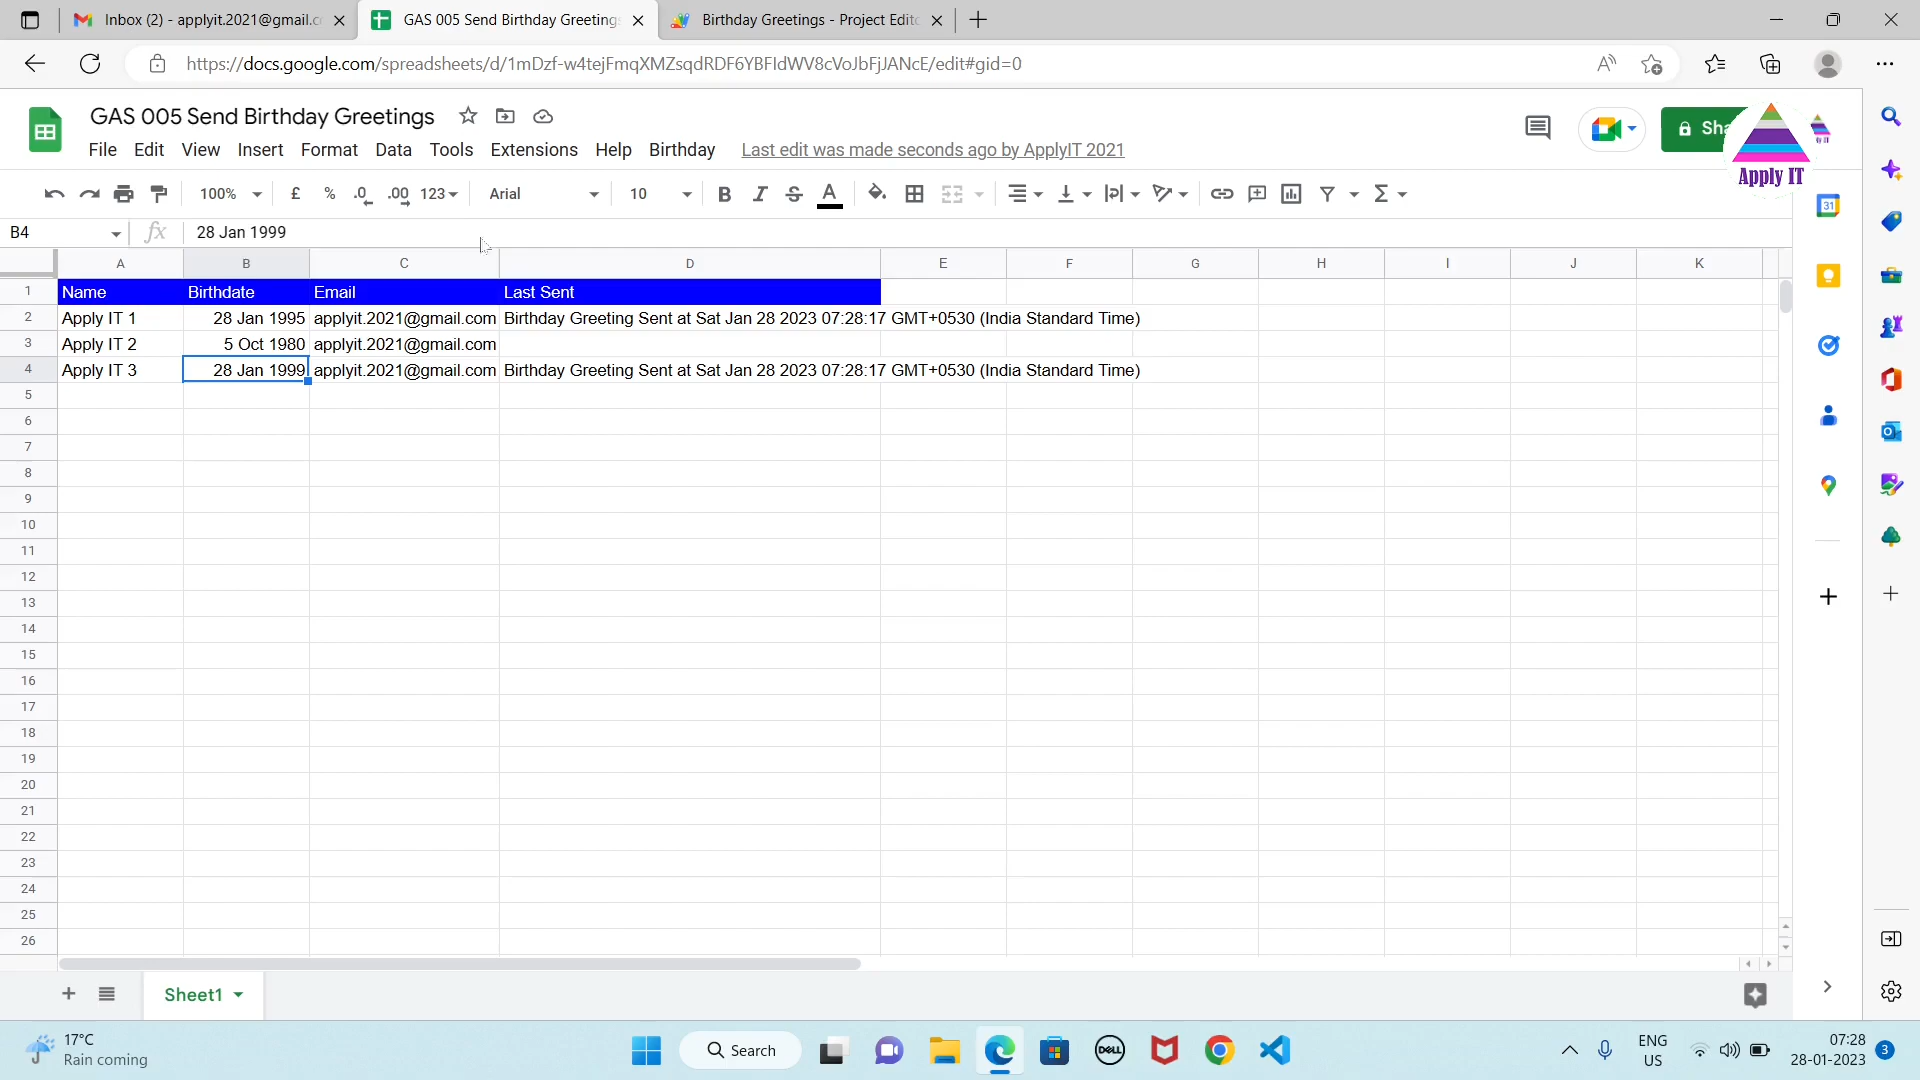 Inbox (2) - applyit.2021@gmail.c
GAS 005 Send Birthday Greeting
Birthday Greetings - Project Edito
https://docs.google.com/spreadsheets/d/1mDzf-w4tejFmqXMZsqdRDF6YBFIdWV8cVoJbFjJANcE/edit#gid=0
GAS 005 Send Birthday Greetings
File Edit View Insert Format Data Tools Extensions Help Birthday Last edit was made seconds ago by ApplyIT 2021
Sha
Apply IT
100% £ % .0 .00 123 Arial 10 B I S A
31
B4 fx 28 Jan 1999
A B C D E F G H I J K
1 Name Birthdate Email Last Sent
2 Apply IT 1 28 Jan 1995 applyit.2021@gmail.com Birthday Greeting Sent at Sat Jan 28 2023 07:28:17 GMT+0530 (India Standard Time)
3 Apply IT 2 5 Oct 1980 applyit.2021@gmail.com
4 Apply IT 3 28 Jan 1999 applyit.2021@gmail.com Birthday Greeting Sent at Sat Jan 28 2023 07:28:17 GMT+0530 (India Standard Time)
5
6
7
8
9
10
11
12
13
14
15
16
17
18
19
20
21
22
23
24
25
26
Sheet1
17°C
Rain coming
Search
DELL
ENG
US
07:28
28-01-2023
3